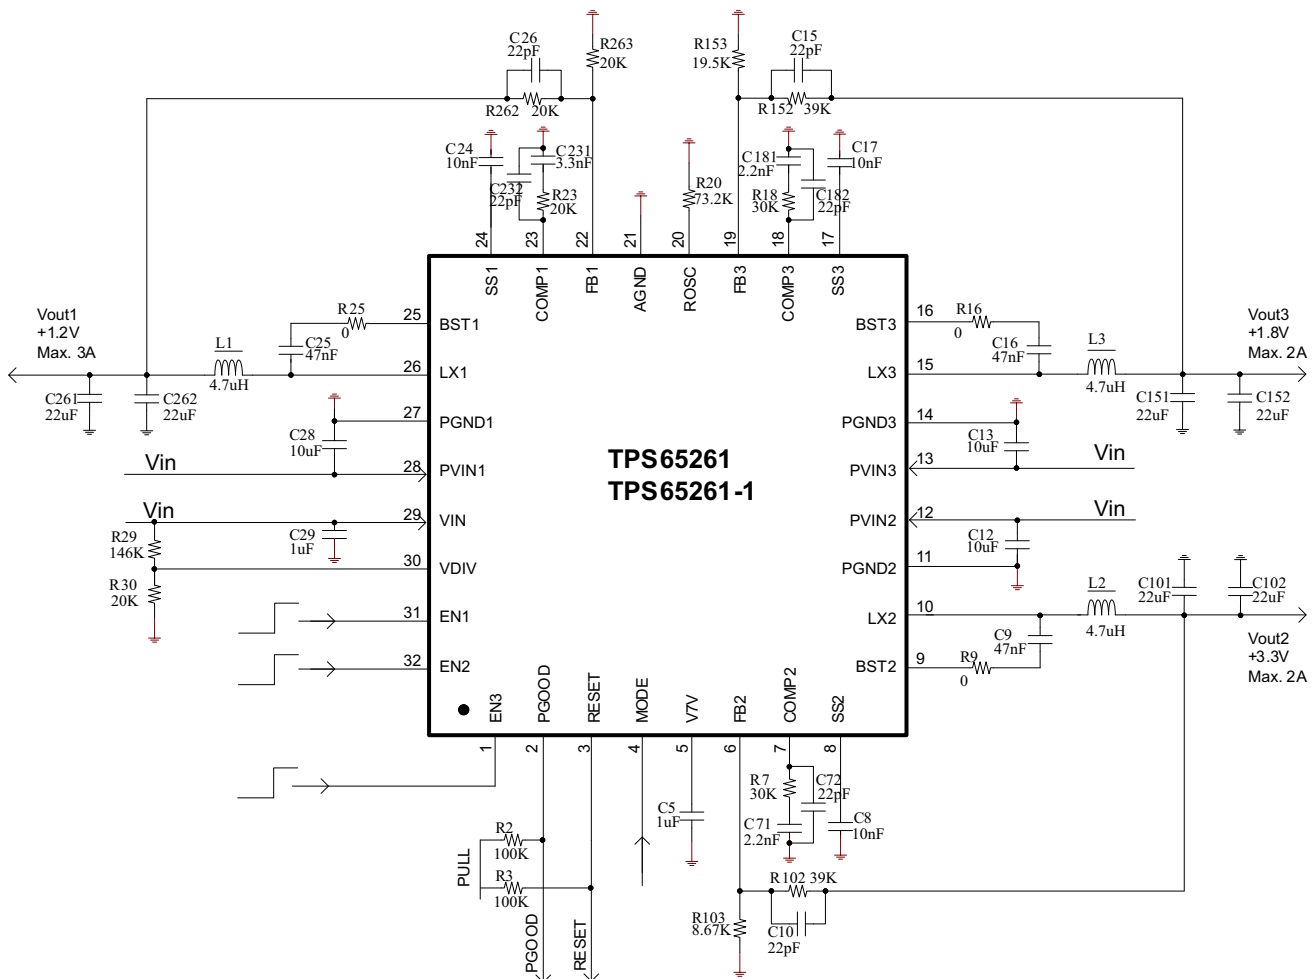 C26
22pF
R262 20K
R263
20K
R153
19.5K
C15
22pF
R152 39K
C24
10nF
C231
3.3nF
C232
22pF
R23
20K
R20
73.2K
C181
2.2nF
R18
30K
C182
22pF
C17
10nF
24
23
22
21
20
19
18
17
SS1
COMP1
FB1
AGND
ROSC
FB3
COMP3
SS3
Vout1
+1.2V
Max. 3A
L1
4.7uH
R25
0
C25
47nF
C261
22uF
C262
22uF
C28
10uF
Vin
Vin
C29
1uF
R29
146K
R30
20K
25
26
27
28
29
30
31
32
BST1
LX1
PGND1
PVIN1
VIN
VDIV
EN1
EN2
TPS65261
TPS65261-1
BST3
LX3
PGND3
PVIN3
PVIN2
PGND2
LX2
BST2
16
15
14
13
12
11
10
9
R16
0
C16
47nF
L3
4.7uH
Vout3
+1.8V
Max. 2A
C151
22uF
C152
22uF
C13
10uF
Vin
Vin
C12
10uF
L2
4.7uH
C101
22uF
C102
22uF
C9
47nF
R9
0
Vout2
+3.3V
Max. 2A
EN3
PGOOD
RESET
MODE
V7V
FB2
COMP2
SS2
1
2
3
4
5
6
7
8
R2
100K
R3
100K
PULL
PGOOD
RESET
C5
1uF
R7
30K
C72
22pF
C71
2.2nF
C8
10nF
R102 39K
R103
8.67K
C10
22pF